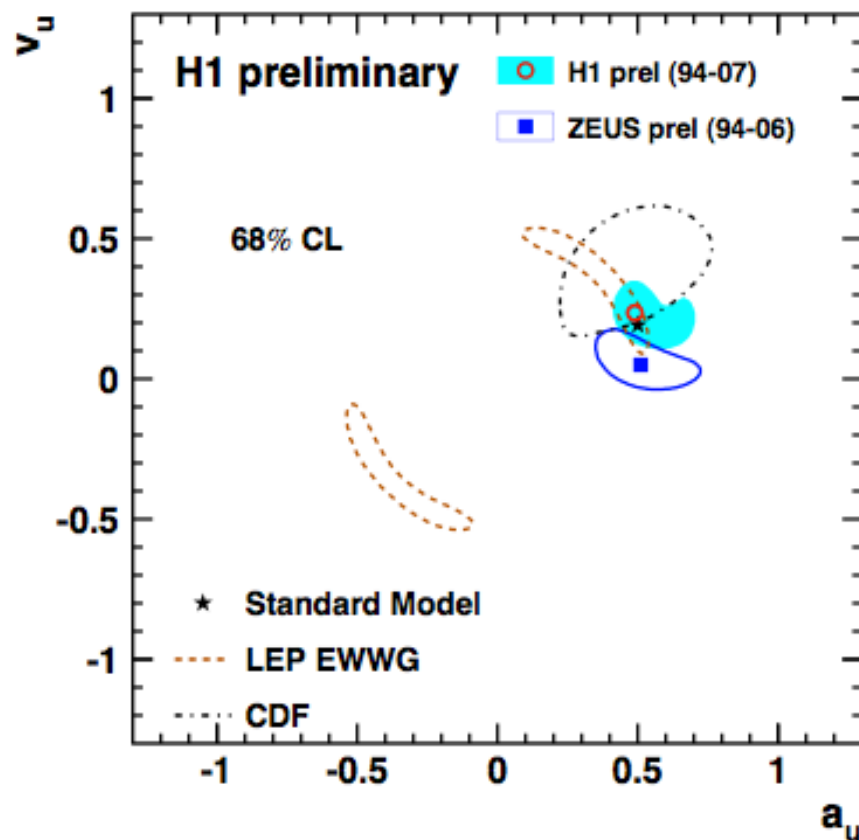 v_u
H1 preliminary
H1 prel (94-07)
ZEUS prel (94-06)
1
0.5
68% CL
0
-0.5
Standard Model
-1
LEP EWWG
CDF
-1 -0.5 0 0.5 1
a_u